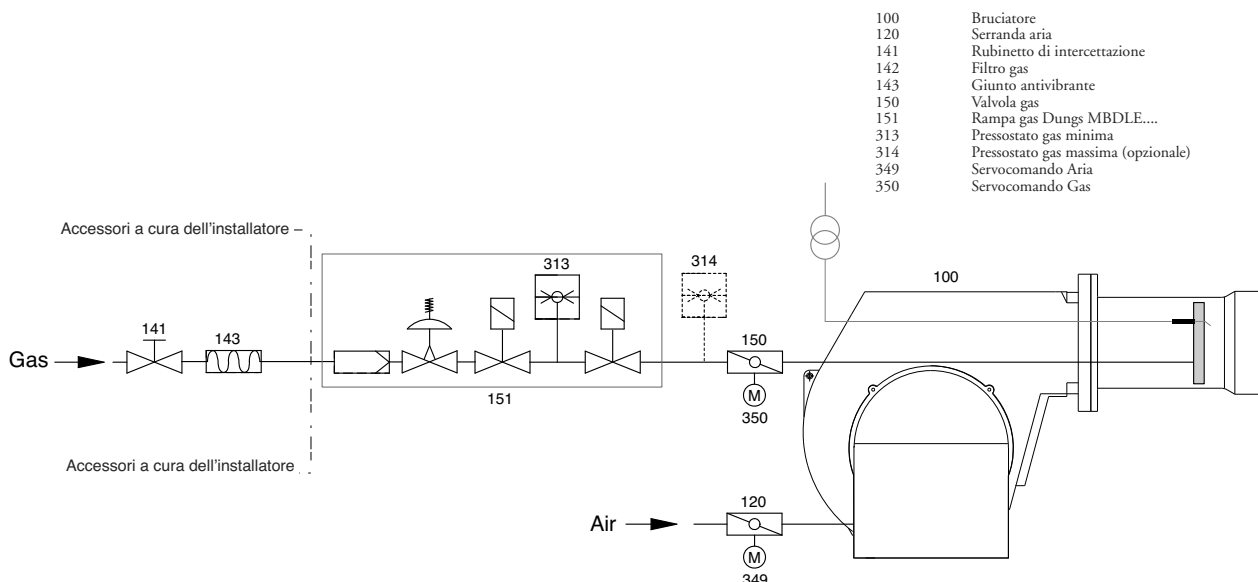 100 Bruciatore
120 Serranda aria
141 Rubinetto di intercettazione
142 Filtro gas
143 Giunto antivibrante
150 Valvola gas
151 Rampa gas Dungs MBDLE....
313 Pressostato gas minima
314 Pressostato gas massima (opzionale)
349 Servocomando Aria
350 Servocomando Gas
Accessori a cura dell'installatore
313
314
100
141
143
150
Gas
151
M
350
Accessori a cura dell'installatore
120
Air
M
349